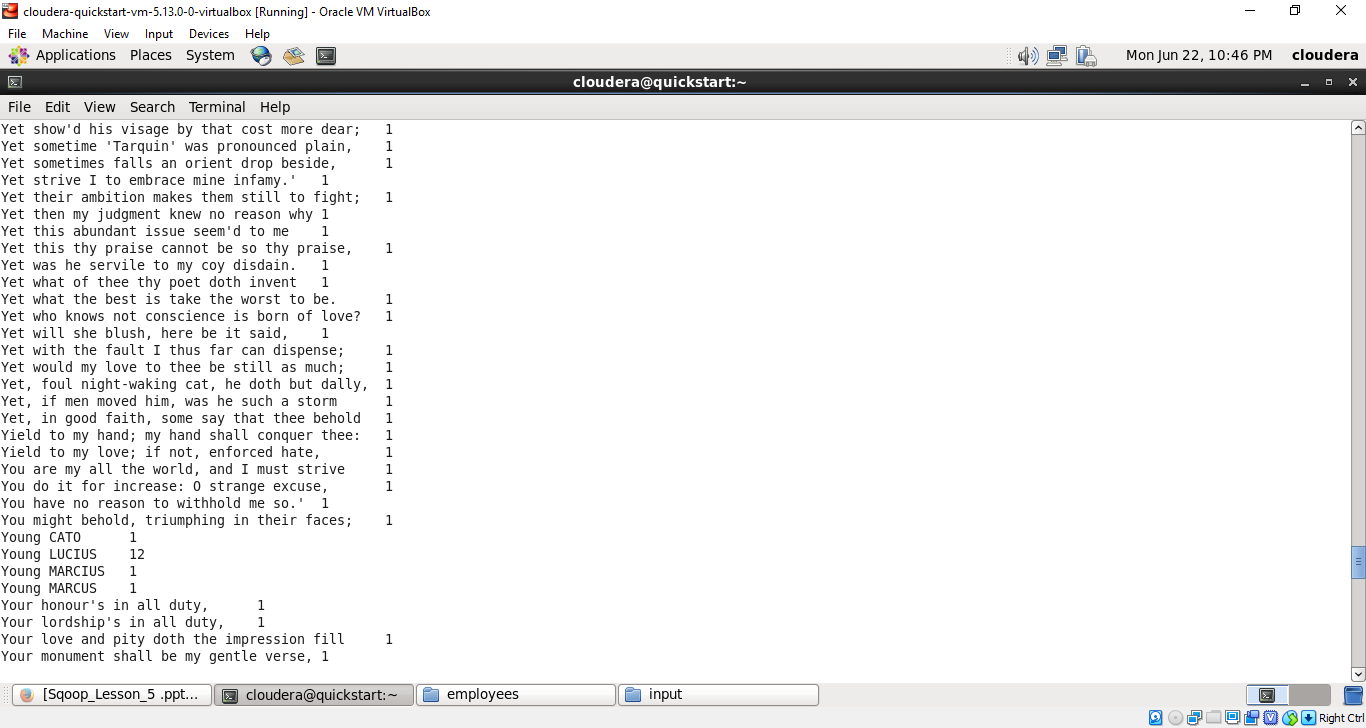 cloudera-quickstart-vm-5.13.0-0-virtualbox [Running] - Oracle VM VirtualBox
File Machine View Input Devices Help
Applications Places System Mon Jun 22, 10:46 PM cloudera
cloudera@quickstart:~
File Edit View Search Terminal Help
Yet show'd his visage by that cost more dear; 1
Yet sometime 'Tarquin' was pronounced plain, 1
Yet sometimes falls an orient drop beside, 1
Yet strive I to embrace mine infamy.' 1
Yet their ambition makes them still to fight; 1
Yet then my judgment knew no reason why 1
Yet this abundant issue seem'd to me 1
Yet this thy praise cannot be so thy praise, 1
Yet was he servile to my coy disdain. 1
Yet what of thee thy poet doth invent 1
Yet what the best is take the worst to be. 1
Yet who knows not conscience is born of love? 1
Yet will she blush, here be it said, 1
Yet with the fault I thus far can dispense; 1
Yet would my love to thee be still as much; 1
Yet, foul night-waking cat, he doth but dally, 1
Yet, if men moved him, was he such a storm 1
Yet, in good faith, some say that thee behold 1
Yield to my hand; my hand shall conquer thee: 1
Yield to my love; if not, enforced hate, 1
You are my all the world, and I must strive 1
You do it for increase: O strange excuse, 1
You have no reason to withhold me so.' 1
You might behold, triumphing in their faces; 1
Young CATO 1
Young LUCIUS 12
Young MARCIUS 1
Young MARCUS 1
Your honour's in all duty, 1
Your lordship's in all duty, 1
Your love and pity doth the impression fill 1
Your monument shall be my gentle verse, 1
[Sqoop_Lesson_5 .ppt... cloudera@quickstart:~ employees input
Right Ctrl